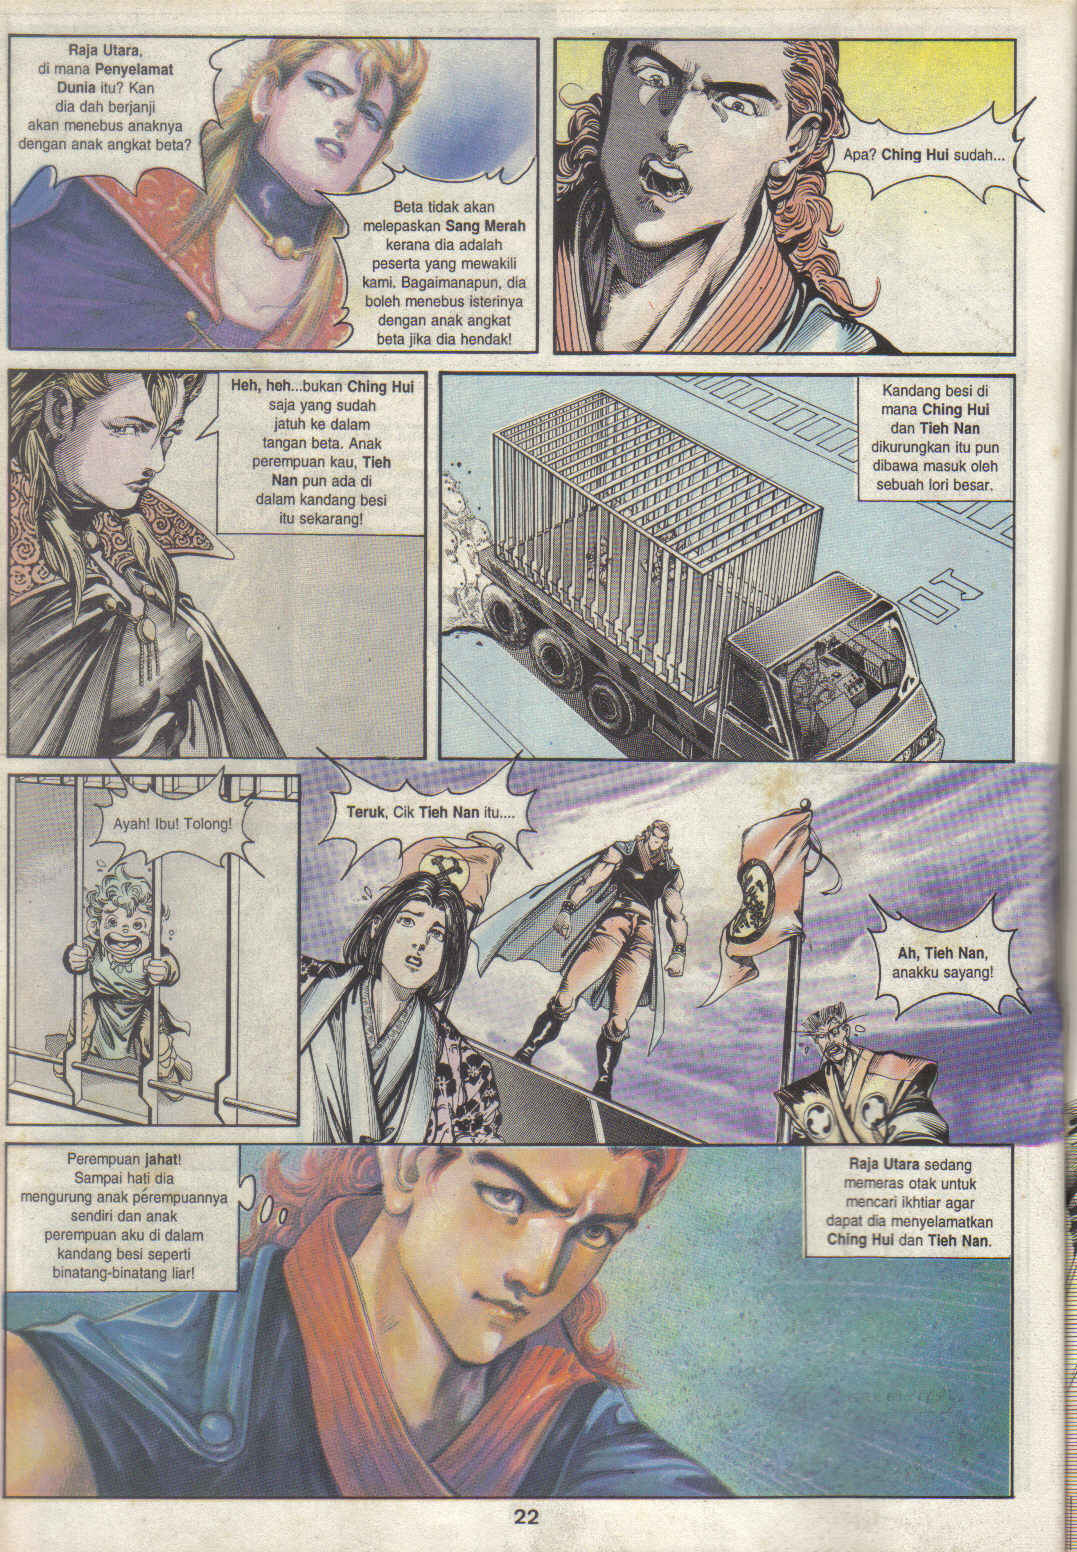 Raja Utara,
di mana Penyelamat
Dunia itu? Kan
dia dah berjanji
akan menebus anaknya
dengan anak angkat beta?
Beta tidak akan
melepaskan Sang Merah
kerana dia adalah
peserta yang mewakili
kami. Bagaimanapun, dia
boleh menebus isterinya
dengan anak angkat
beta jika dia hendak!
Apa? Ching Hui sudah...
Heh, heh...bukan Ching Hui
saja yang sudah
jatuh ke dalam
tangan beta. Anak
perempuan kau, Tieh
Nan pun ada di
dalam kandang besi
itu sekarang!
Kandang besi di
mana Ching Hui
dan Tieh Nan
dikurungkan itu pun
dibawa masuk oleh
sebuah lori besar.
Ayah! Ibu! Tolong!
Teruk, Cik Tieh Nan itu....
Ah, Tieh Nan,
anakku sayang!
Perempuan jahat!
Sampai hati dia
mengurung anak perempuannya
sendiri dan anak
perempuan aku di dalam
kandang besi seperti
binatang-binatang liar!
Raja Utara sedang
memeras otak untuk
mencari ikhtiar agar
dapat dia menyelamatkan
Ching Hui dan Tieh Nan.
22